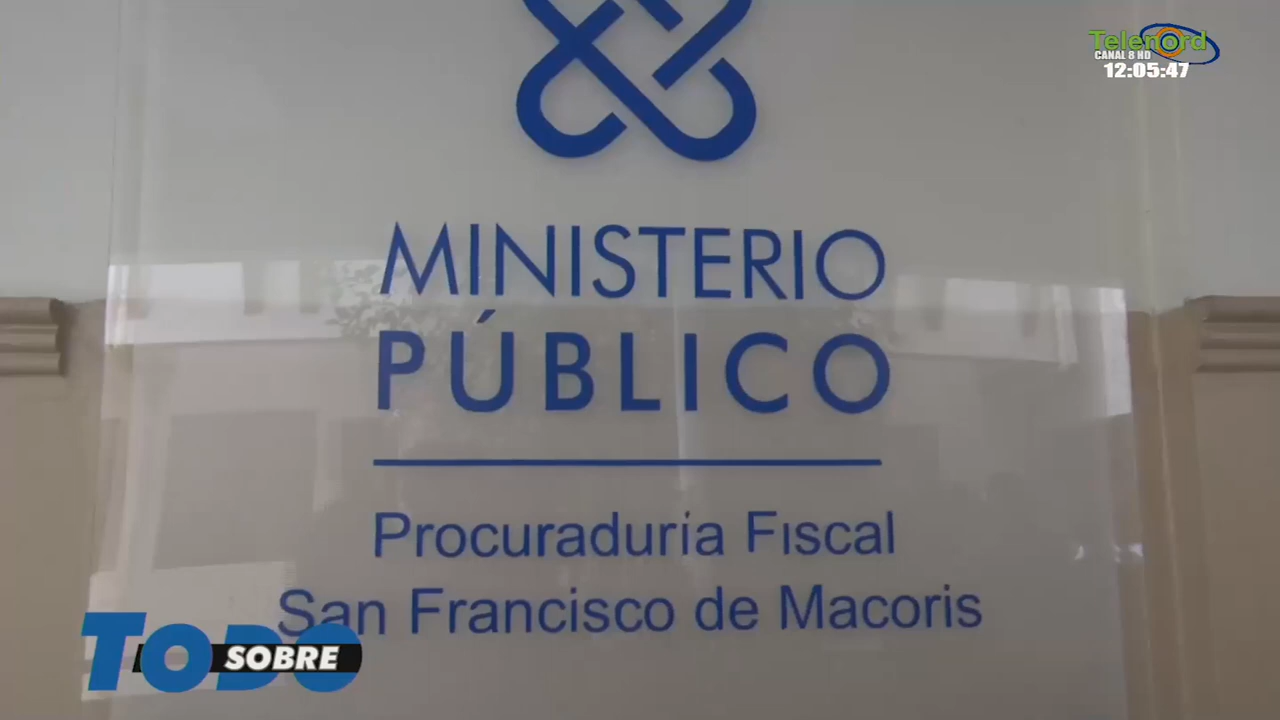 Telenord
CANAL 8 HD
12:05:47
MINISTERIO
PÚBLICO
Procuraduria Fiscal
San Francisco de Macoris
TODO
SOBRE